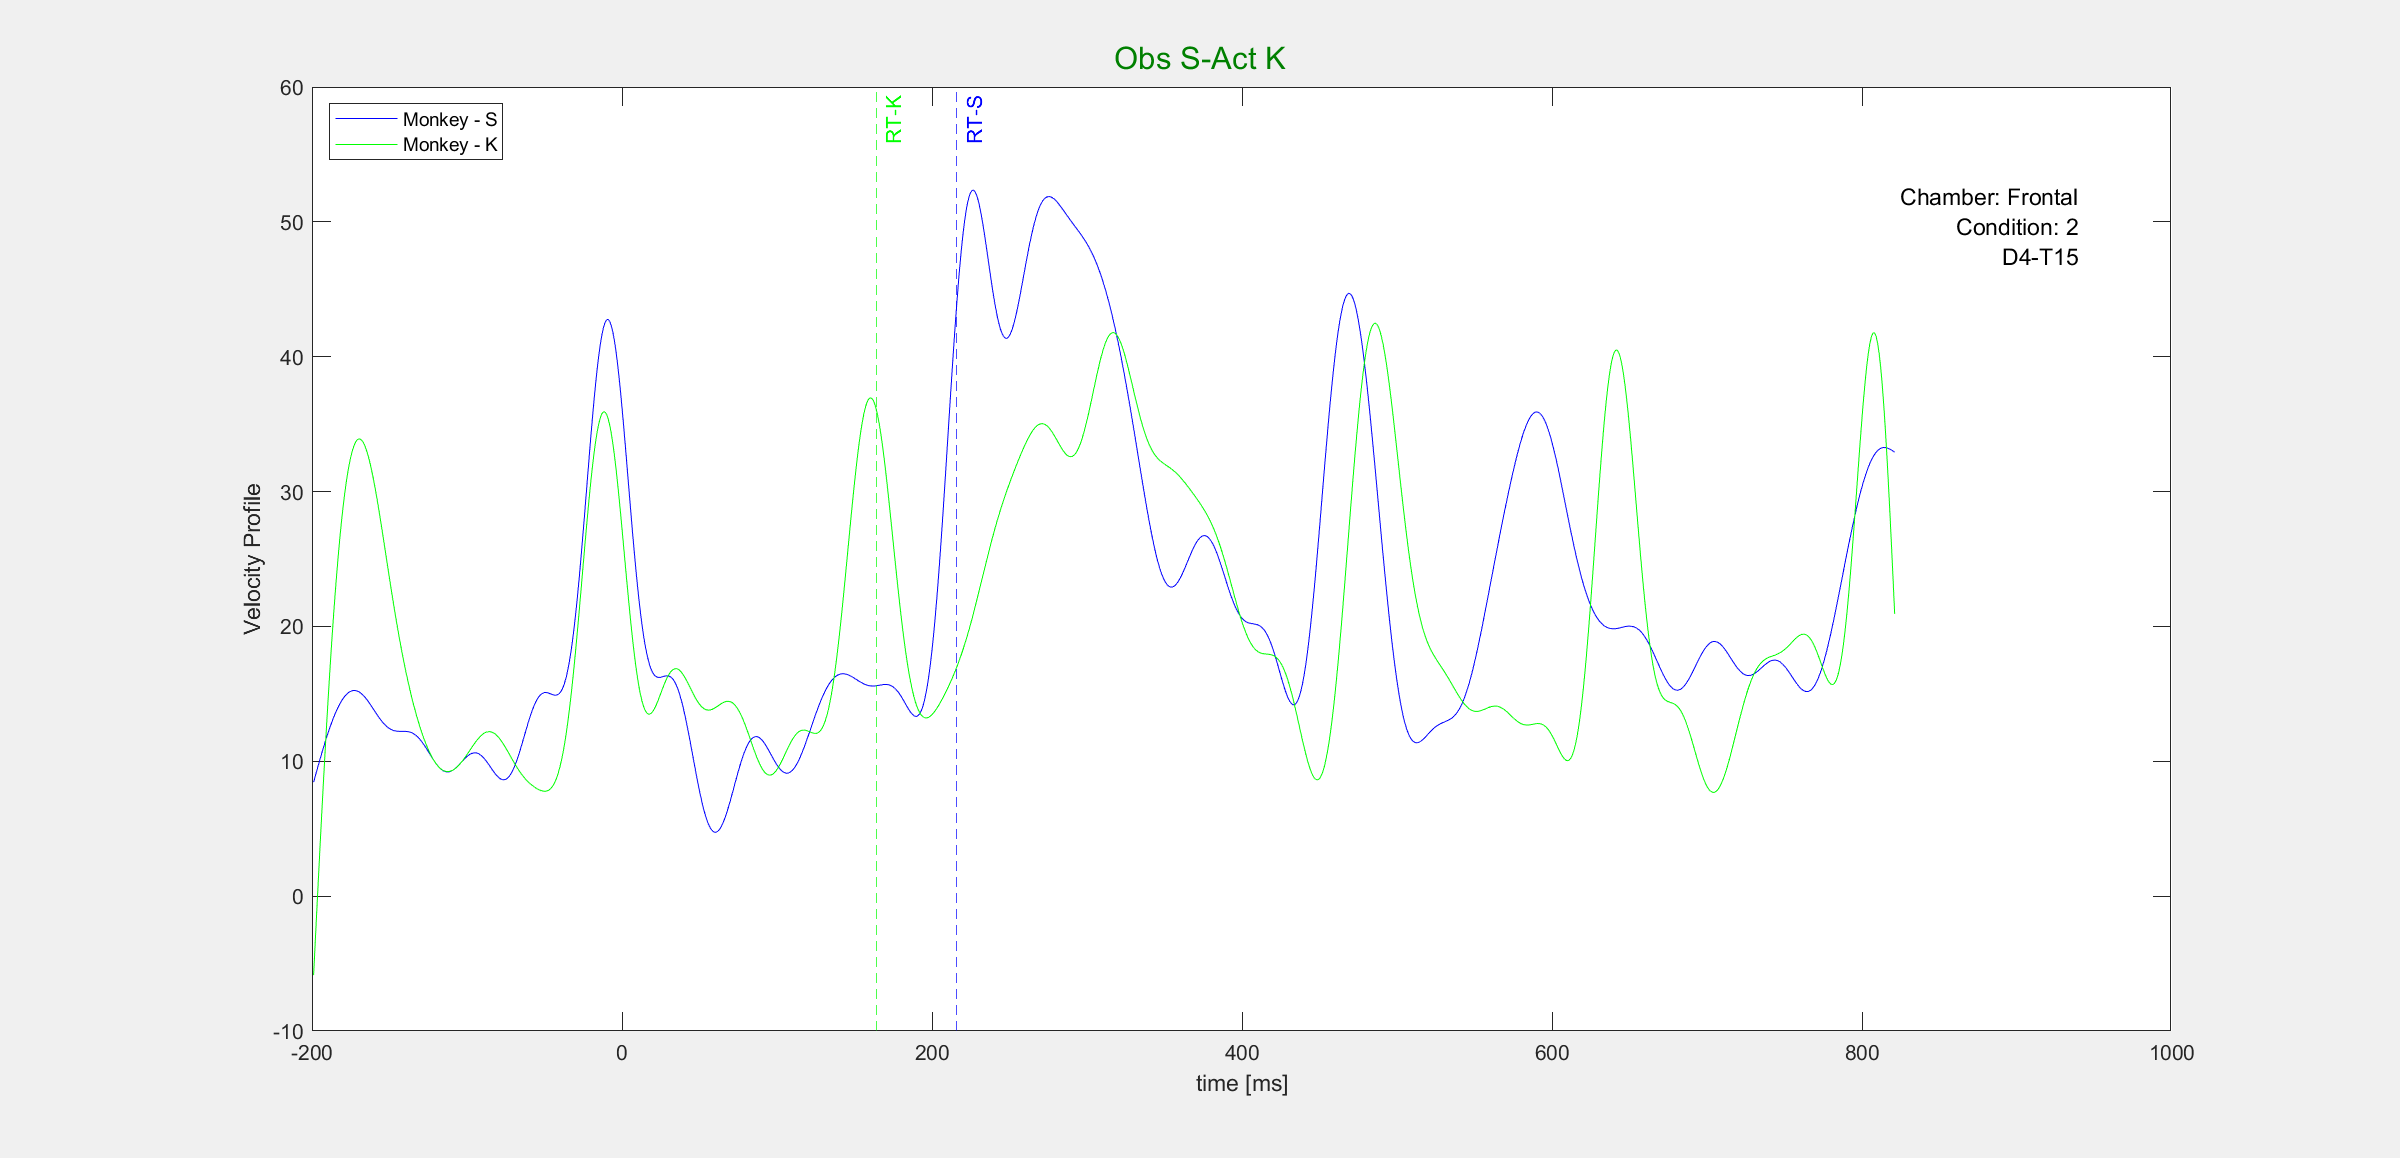 Obs S-Act K
60
50
40
30
20
10
0
-10
Velocity Profile
Monkey - S
Monkey - K
RT-K
RT-S
Chamber: Frontal
Condition: 2
D4-T15
-200 0 200 400 600 800 1000
time [ms]